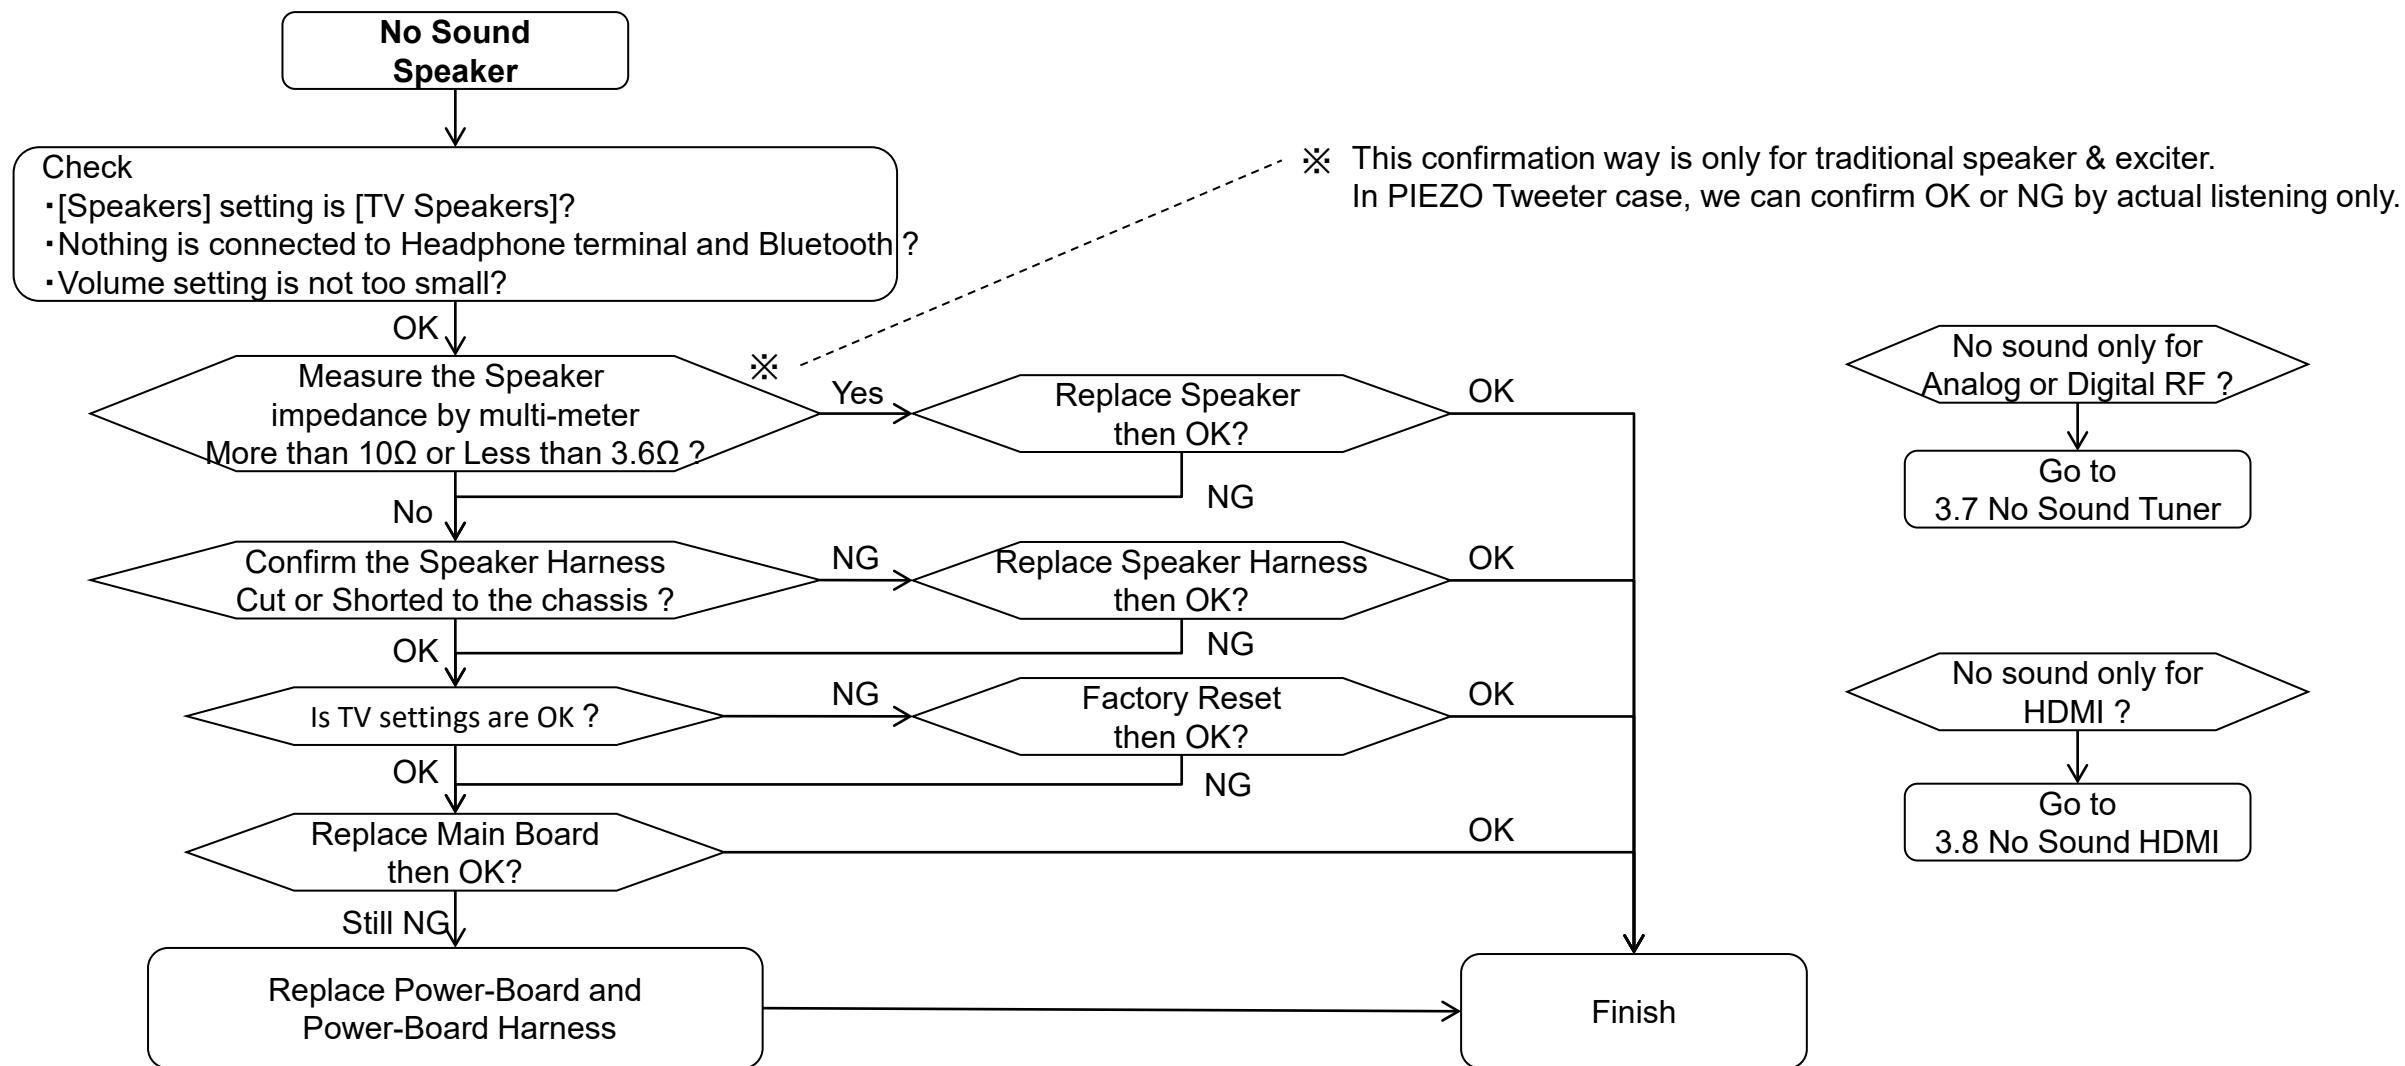 No Sound
Speaker
Check
・[Speakers] setting is [TV Speakers]?
・Nothing is connected to Headphone terminal and Bluetooth ?
・Volume setting is not too small?
※ This confirmation way is only for traditional speaker & exciter.
In PIEZO Tweeter case, we can confirm OK or NG by actual listening only.
OK
Measure the Speaker
impedance by multi-meter
More than 10Ω or Less than 3.6Ω ?
※
Yes
Replace Speaker
then OK?
OK
NG
No
Confirm the Speaker Harness
Cut or Shorted to the chassis ?
NG
Replace Speaker Harness
then OK?
OK
NG
OK
Is TV settings are OK ?
NG
Factory Reset
then OK?
OK
NG
OK
Replace Main Board
then OK?
OK
Still NG
Replace Power-Board and
Power-Board Harness
Finish
No sound only for
Analog or Digital RF ?
Go to
3.7 No Sound Tuner
No sound only for
HDMI ?
Go to
3.8 No Sound HDMI